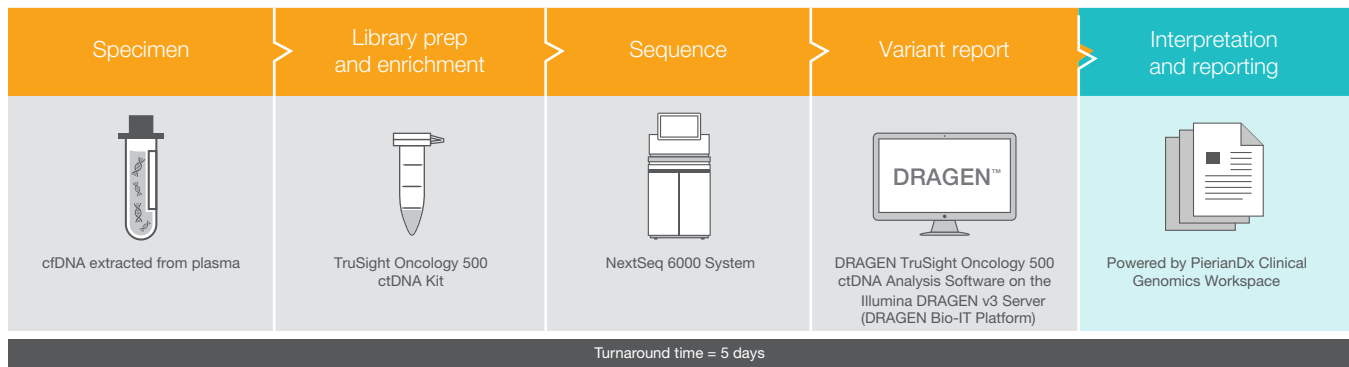 Specimen
Library prep
and enrichment
Sequence
Variant report
Interpretation
and reporting
DRAGEN™
cfDNA extracted from plasma
TruSight Oncology 500
ctDNA Kit
NextSeq 6000 System
DRAGEN TruSight Oncology 500
ctDNA Analysis Software on the
Illumina DRAGEN v3 Server
(DRAGEN Bio-IT Platform)
Powered by PierianDx Clinical
Genomics Workspace
Turnaround time = 5 days